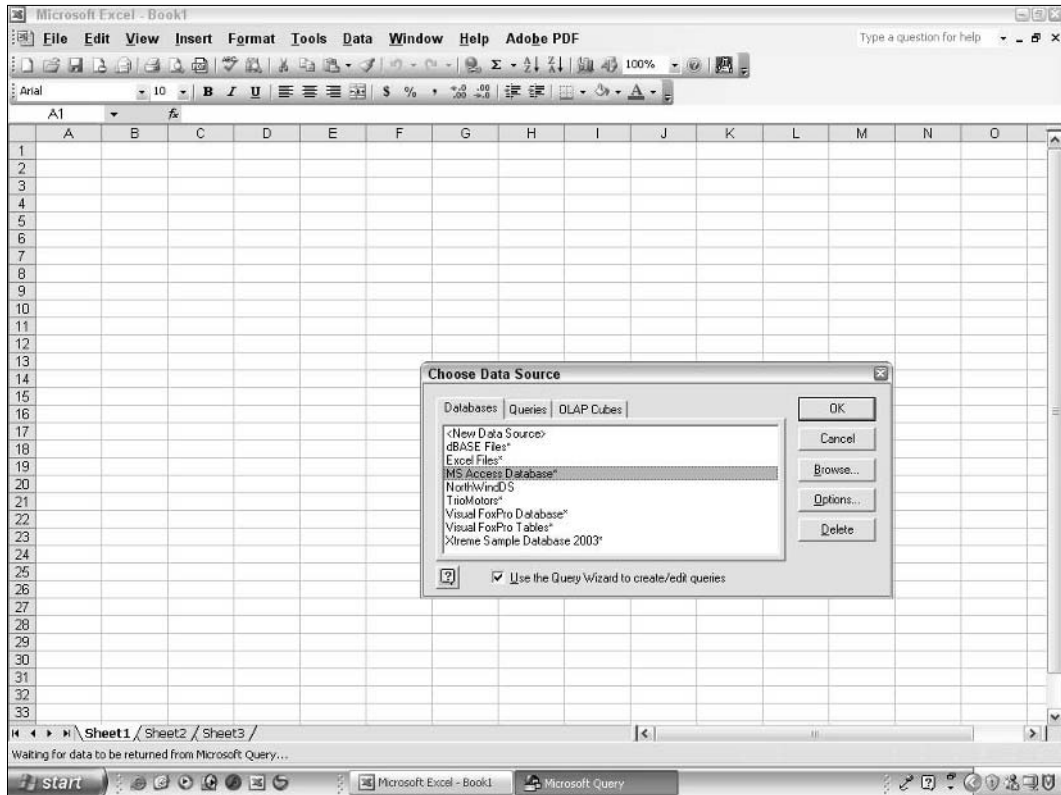 Microsoft Excel - Book1
File Edit View Insert Format Tools Data Window Help Adobe PDF Type a question for help
100%
Arial 10 B I U $ % ,
A1 fx
A B C D E F G H I J K L M N O
1
2
3
4
5
6
7
8
9
10
11
12
13
14
15
16
17
18
19
20
21
22
23
24
25
26
27
28
29
30
31
32
33
Choose Data Source
Databases Queries OLAP Cubes
<New Data Source>
dBASE Files*
Excel Files*
MS Access Database*
NorthWindDS
TrioMotors*
Visual FoxPro Database*
Visual FoxPro Tables*
Xtreme Sample Database 2003*
OK
Cancel
Browse...
Options...
Delete
Use the Query Wizard to create/edit queries
Sheet1 Sheet2 Sheet3
Waiting for data to be returned from Microsoft Query...
start Microsoft Excel - Book1 Microsoft Query